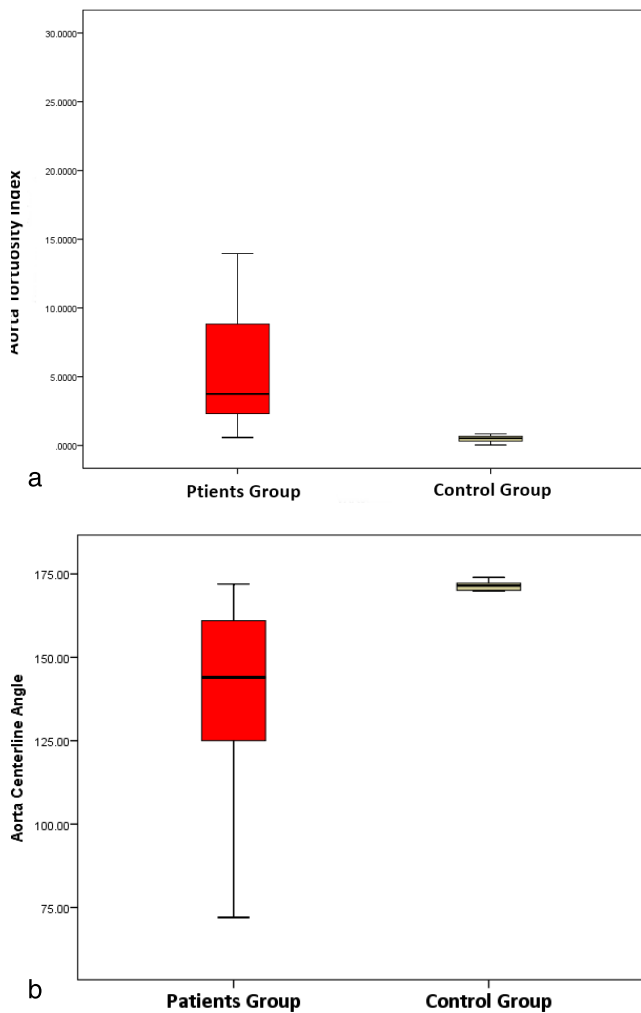 30.0000
25.0000
20.0000
15.0000
10.0000
5.0000
.0000
Aorta Tortuosity Index
a
Ptients Group Control Group
175.00
150.00
125.00
100.00
75.00
Aorta Centerline Angle
b
Patients Group Control Group